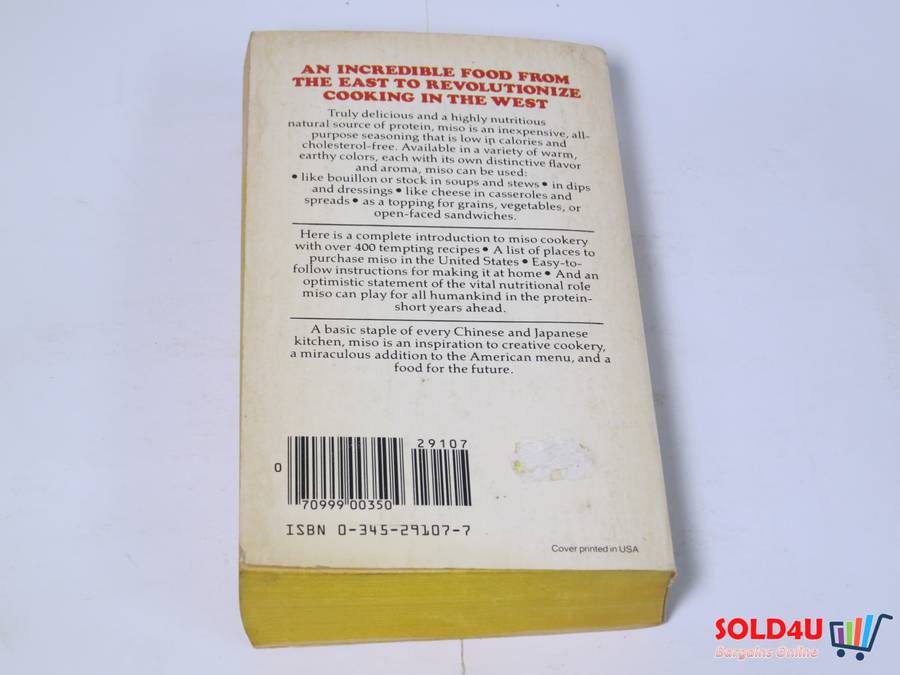 AN INCREDIBLE FOOD FROM
THE EAST TO REVOLUTIONIZE
COOKING IN THE WEST
Truly delicious and a highly nutritious
natural source of protein, miso is an inexpensive, all-
purpose seasoning that is low in calories and
cholesterol-free. Available in a variety of warm,
earthy colors, each with its own distinctive flavor
and aroma, miso can be used:
• like bouillon or stock in soups and stews • in dips
and dressings • like cheese in casseroles and
spreads • as a topping for grains, vegetables, or
open-faced sandwiches.
Here is a complete introduction to miso cookery
with over 400 tempting recipes • A list of places to
purchase miso in the United States • Easy-to-
follow instructions for making it at home • And an
optimistic statement of the vital nutritional role
miso can play for all humankind in the protein-
short years ahead.
A basic staple of every Chinese and Japanese
kitchen, miso is an inspiration to creative cookery,
a miraculous addition to the American menu, and a
food for the future.
29107
0
70999 00350
ISBN 0-345-29107-7
Cover printed in USA
SOLD4U
Bargains Online